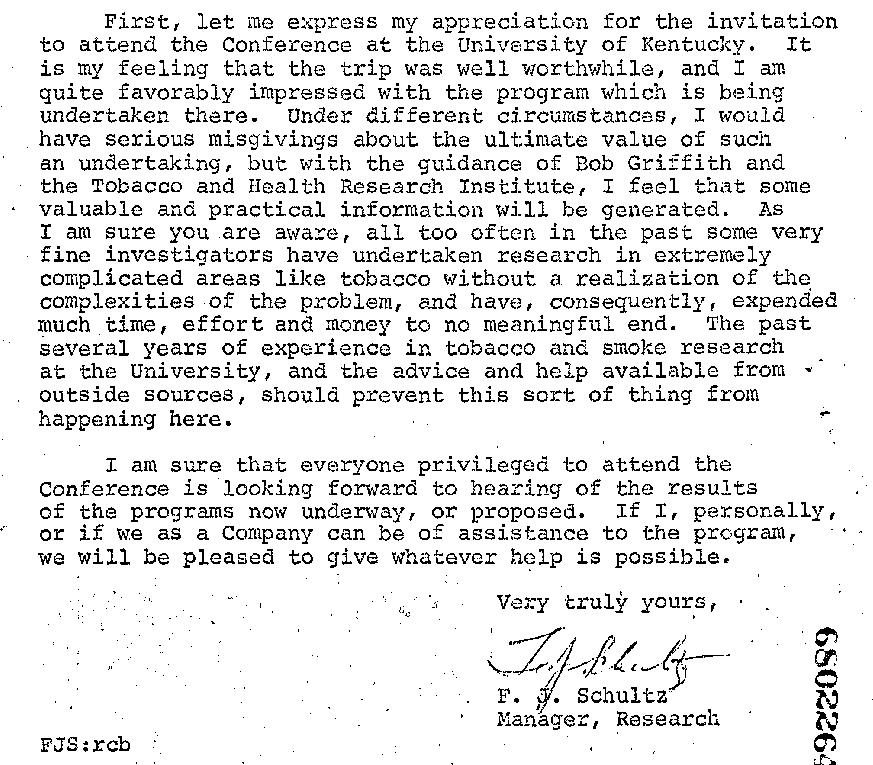 First, let me express my appreciation for the invitation
to attend the Conference at the University of Kentucky. It
is my feeling that the trip was well worthwhile, and I am
quite favorably impressed with the program which is being
undertaken there. Under different circumstances, I would
have serious misgivings about the ultimate value of such
an undertaking, but with the guidance of Bob Griffith and
the Tobacco and Health Research Institute, I feel that some
valuable and practical information will be generated. As
I am sure you are aware, all too often in the past some very
fine investigators have undertaken research in extremely
complicated areas like tobacco without a realization of the
complexities of the problem, and have, consequently, expended
much time, effort and money to no meaningful end. The past
several years of experience in tobacco and smoke research
at the University, and the advice and help available from
outside sources, should prevent this sort of thing from
happening here.
I am sure that everyone privileged to attend the
Conference is looking forward to hearing of the results
of the programs now underway, or proposed. If I, personally,
or if we as a Company can be of assistance to the program,
we will be pleased to give whatever help is possible.
Very truly yours,
F. J. Schultz
F. J. Schultz
Manager, Research
FJS:rcb
6802264